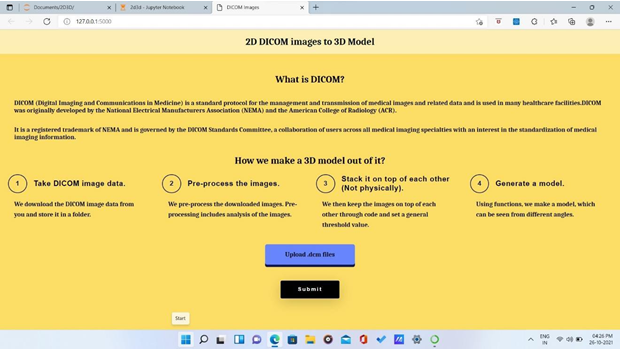 Documents/2D3D/
2d3d - Jupyter Notebook
DICOM Images
127.0.0.1:5000
2D DICOM images to 3D Model
What is DICOM?
DICOM (Digital Imaging and Communications in Medicine) is a standard protocol for the management and transmission of medical images and related data and is used in many healthcare facilities.DICOM
was originally developed by the National Electrical Manufacturers Association (NEMA) and the American College of Radiology (ACR).
It is a registered trademark of NEMA and is governed by the DICOM Standards Committee, a collaboration of users across all medical imaging specialties with an interest in the standardization of medical
imaging information.
How we make a 3D model out of it?
1 Take DICOM image data.
We download the DICOM image data from
you and store it in a folder.
2 Pre-process the images.
We pre-process the downloaded images. Pre-
processing includes analysis of the images.
3 Stack it on top of each other
(Not physically).
We then keep the images on top of each
other through code and set a general
threshold value.
4 Generate a model.
Using functions, we make a model, which
can be seen from different angles.
Upload .dcm files
Submit
Start
ENG
IN
04:26 PM
26-10-2021